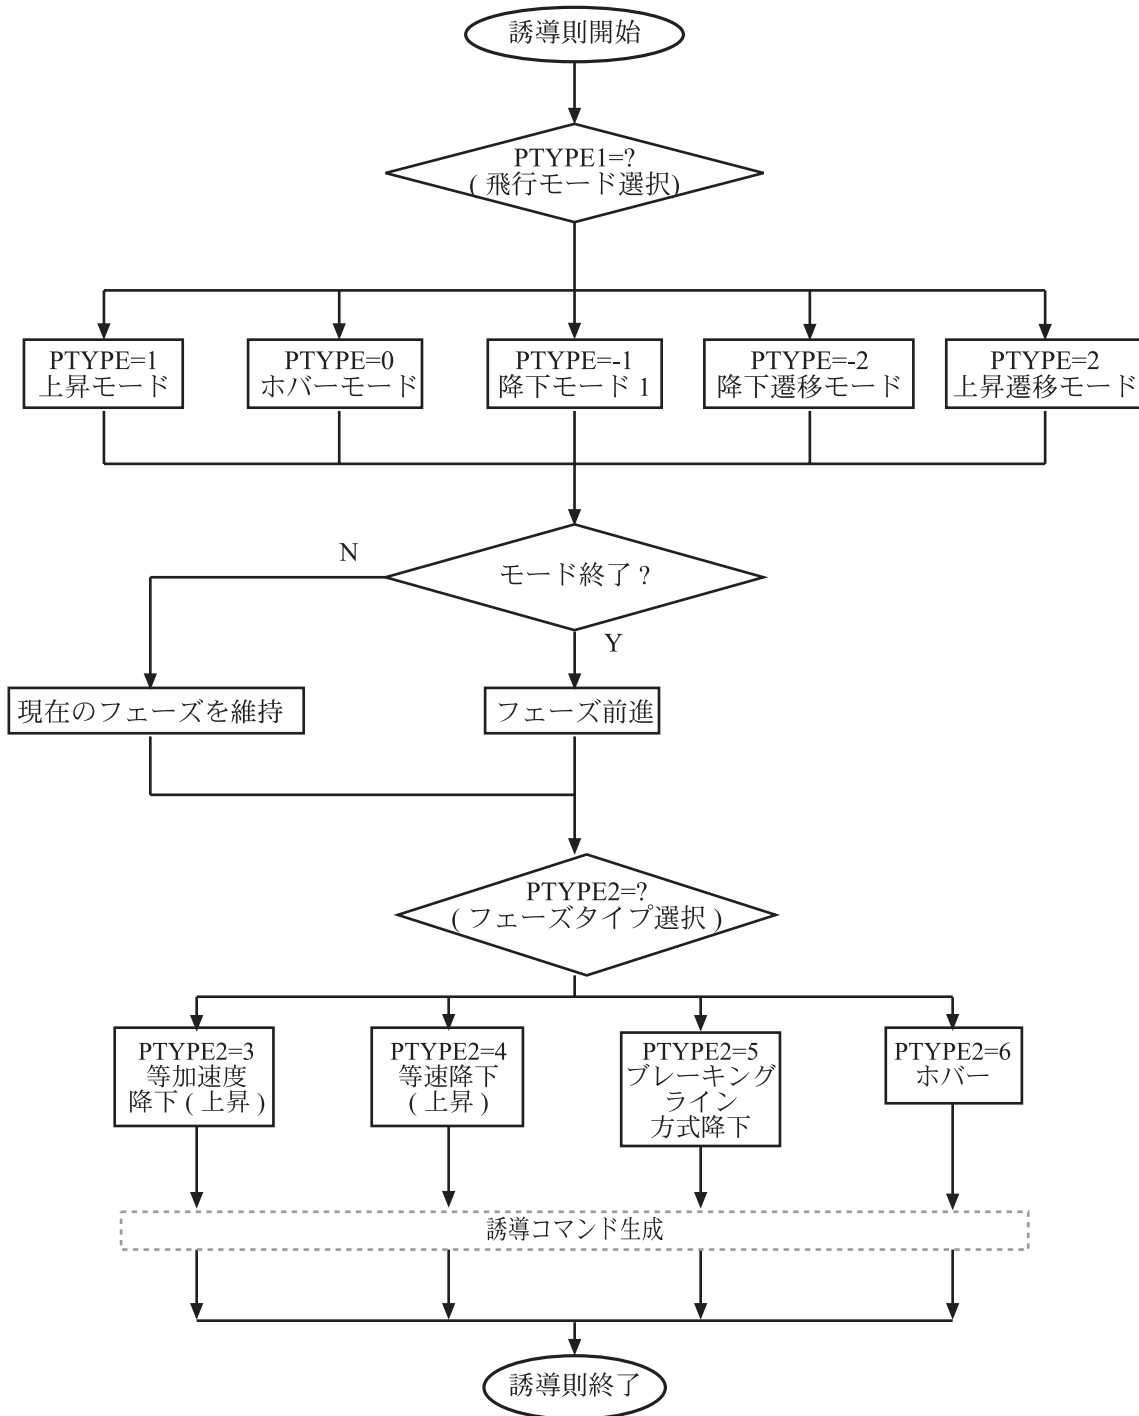 誘導則開始
PTYPE1=?
( 飛行モード選択)
PTYPE=1
上昇モード
PTYPE=0
ホバーモード
PTYPE=-1
降下モード 1
PTYPE=-2
降下遷移モード
PTYPE=2
上昇遷移モード
モード終了 ?
N
Y
現在のフェーズを維持
フェーズ前進
PTYPE2=?
( フェーズタイプ選択 )
PTYPE2=3
等加速度
降下 ( 上昇 )
PTYPE2=4
等速降下
( 上昇 )
PTYPE2=5
ブレーキング
ライン
方式降下
PTYPE2=6
ホバー
誘導コマンド生成
誘導則終了